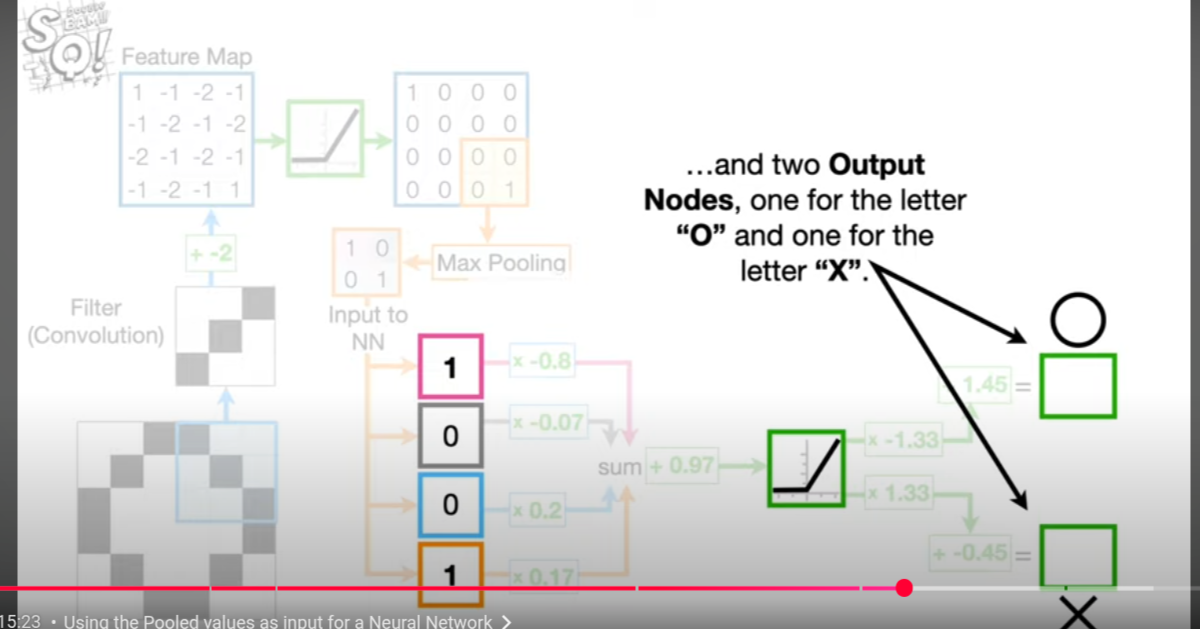 SQ!
Feature Map
1 -1 -2 -1
-1 -2 -1 -2
-2 -1 -2 -1
-1 -2 -1 1
1 0 0 0
0 0 0 0
0 0 0 0
0 0 0 1
…and two Output
Nodes, one for the letter
“O” and one for the
letter “X”.
+ -2
1 0
0 1
Max Pooling
Filter
(Convolution)
Input to
NN
1
x -0.8
0
x -0.07
sum
+ 0.97
0
x 0.2
1
x 0.17
x -1.33
1.45 =
x 1.33
+ -0.45 =
15:23 • Using the Pooled values as input for a Neural Network >